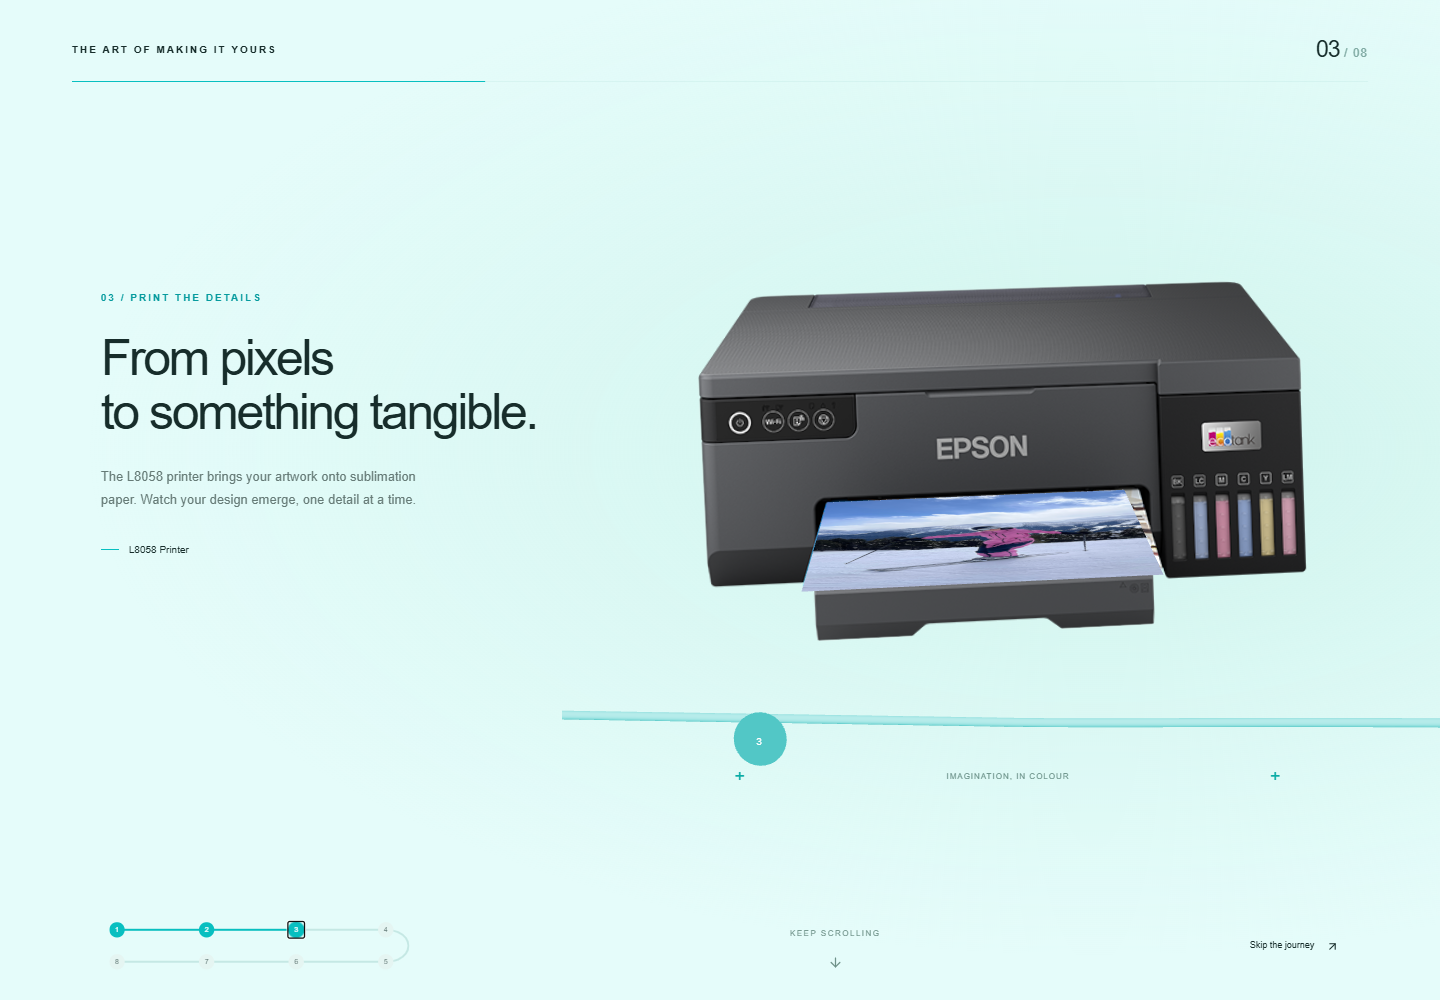 THE ART OF MAKING IT YOURS
03 / 08
03 / PRINT THE DETAILS
From pixels
to something tangible.
The L8058 printer brings your artwork onto sublimation
paper. Watch your design emerge, one detail at a time.
L8058 Printer
Wi-Fi
EPSON
ecotank
BK LC M C Y LM
3
IMAGINATION, IN COLOUR
1 2 3 4
8 7 6 5
KEEP SCROLLING
Skip the journey